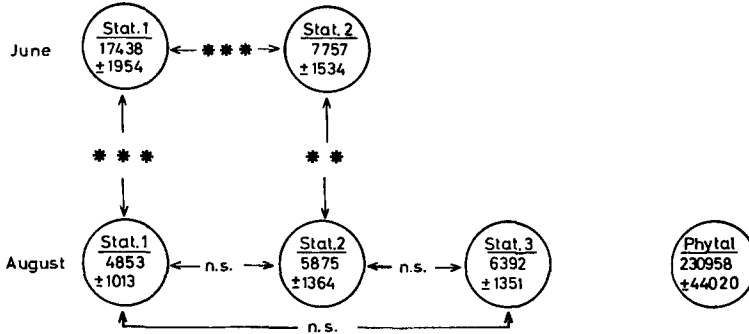 June
Stat.1
17438
±1954
✱ ✱ ✱
Stat. 2
7757
±1534
✱ ✱ ✱
✱ ✱
August
Stat.1
4853
±1013
n.s.
Stat.2
5875
±1364
n.s.
Stat. 3
6392
±1351
Phytal
230958
±44020
n.s.